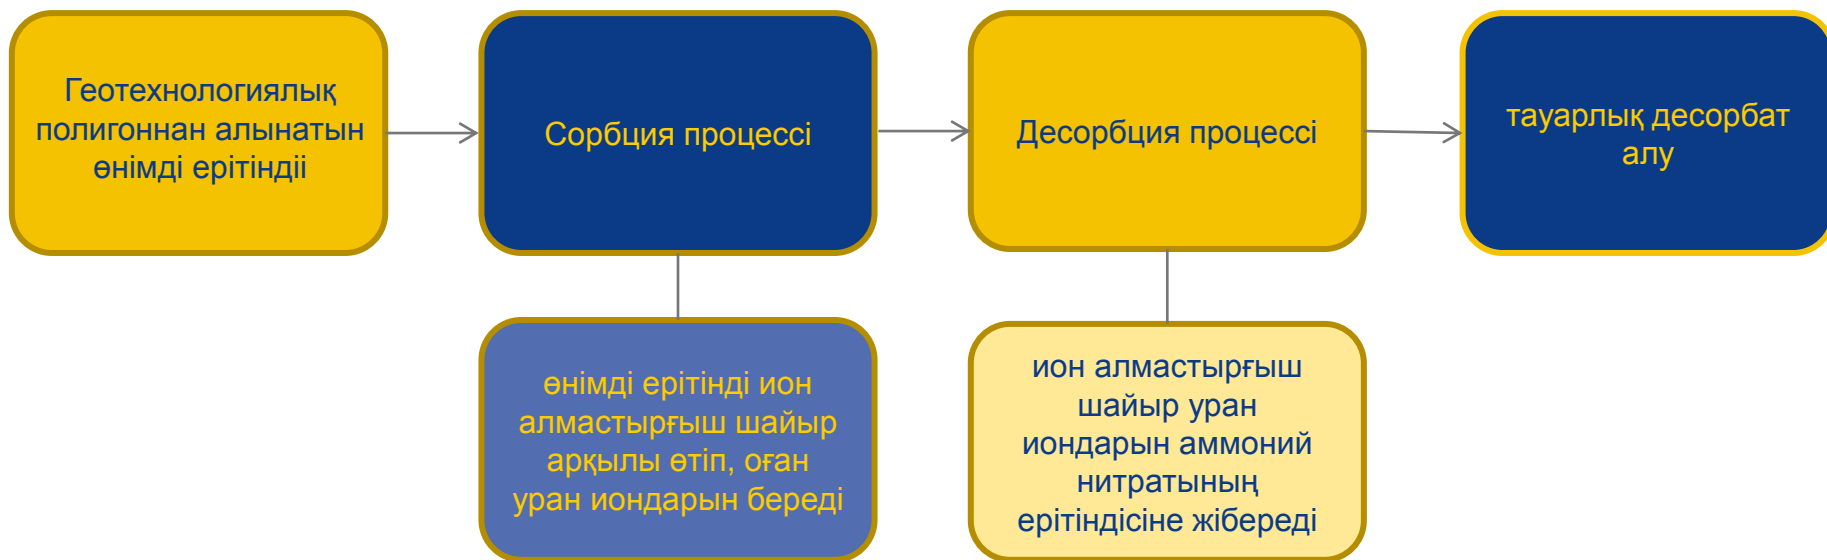 Геотехнологиялық
полигоннан алынатын
өнімді ерітіндіі
Сорбция процессі
Десорбция процессі
тауарлық десорбат
алу
өнімді ерітінді ион
алмастырғыш шайыр
арқылы өтіп, оған
уран иондарын береді
ион алмастырғыш
шайыр уран
иондарын аммоний
нитратының
ерітіндісіне жібереді